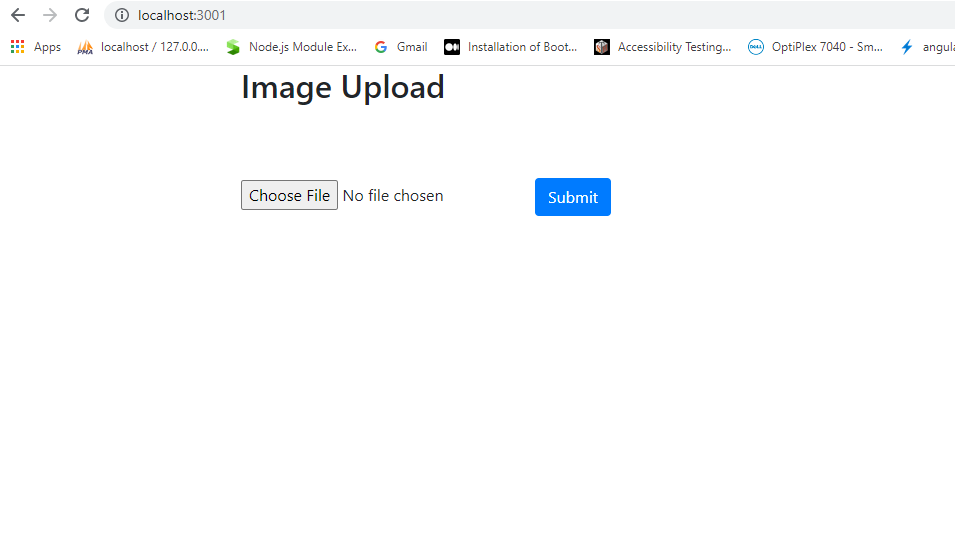 localhost:3001
Apps localhost / 127.0.0.... Node.js Module Ex... Gmail Installation of Boot... Accessibility Testing... OptiPlex 7040 - Sm... angula
Image Upload
Choose File No file chosen Submit